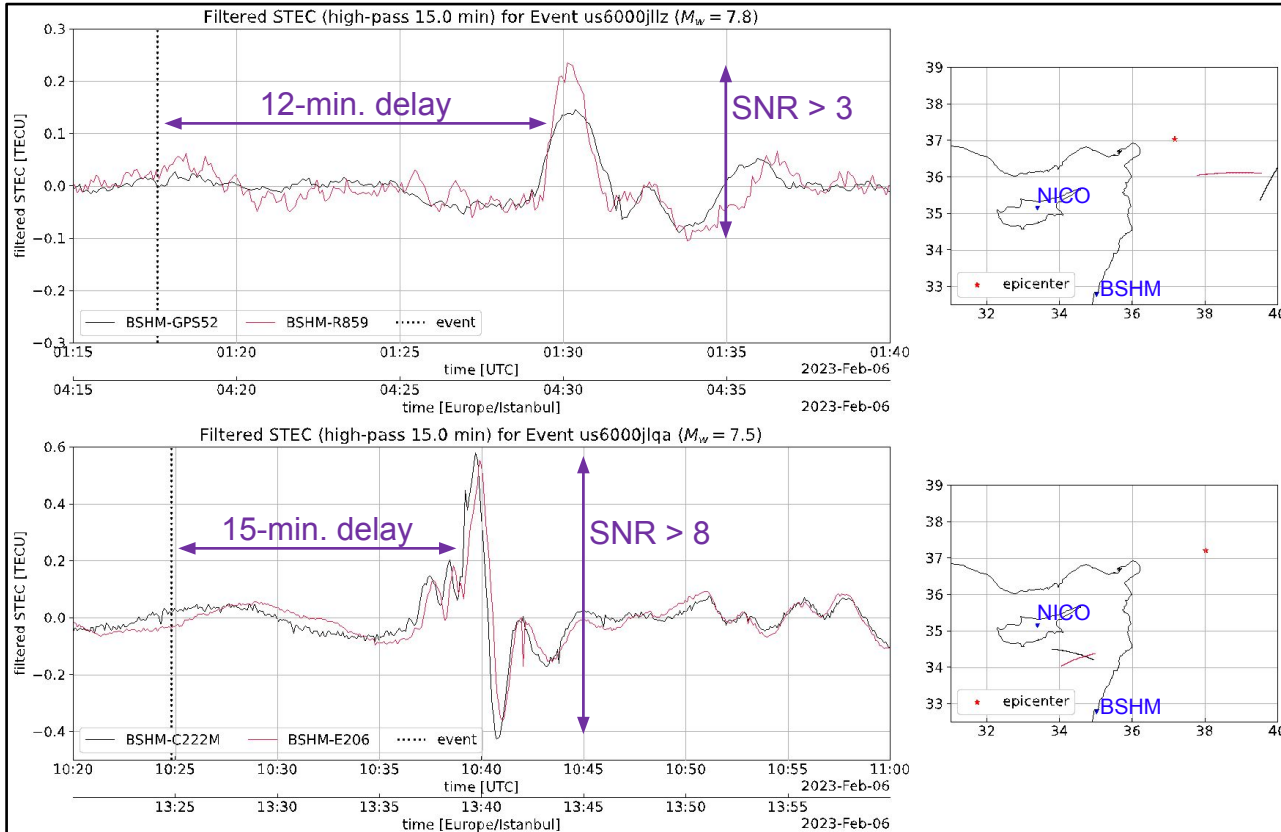 Filtered STEC (high-pass 15.0 min) for Event us6000jllz (M_w = 7.8)
0.3
0.2
0.1
0.0
−0.1
−0.2
−0.3
filtered STEC [TECU]
12-min. delay
SNR > 3
BSHM-GPS52 BSHM-R859 event
01:15 01:20 01:25 01:30 01:35 01:40
time [UTC]
2023-Feb-06
04:15 04:20 04:25 04:30 04:35
time [Europe/Istanbul]
2023-Feb-06
39
38
37
36
35
34
33
NICO
BSHM
epicenter
32 34 36 38 40
Filtered STEC (high-pass 15.0 min) for Event us6000jlqa (M_w = 7.5)
0.6
0.4
0.2
0.0
−0.2
−0.4
filtered STEC [TECU]
15-min. delay
SNR > 8
BSHM-C222M BSHM-E206 event
10:20 10:25 10:30 10:35 10:40 10:45 10:50 10:55 11:00
time [UTC]
2023-Feb-06
13:25 13:30 13:35 13:40 13:45 13:50 13:55
time [Europe/Istanbul]
2023-Feb-06
39
38
37
36
35
34
33
NICO
BSHM
epicenter
32 34 36 38 40